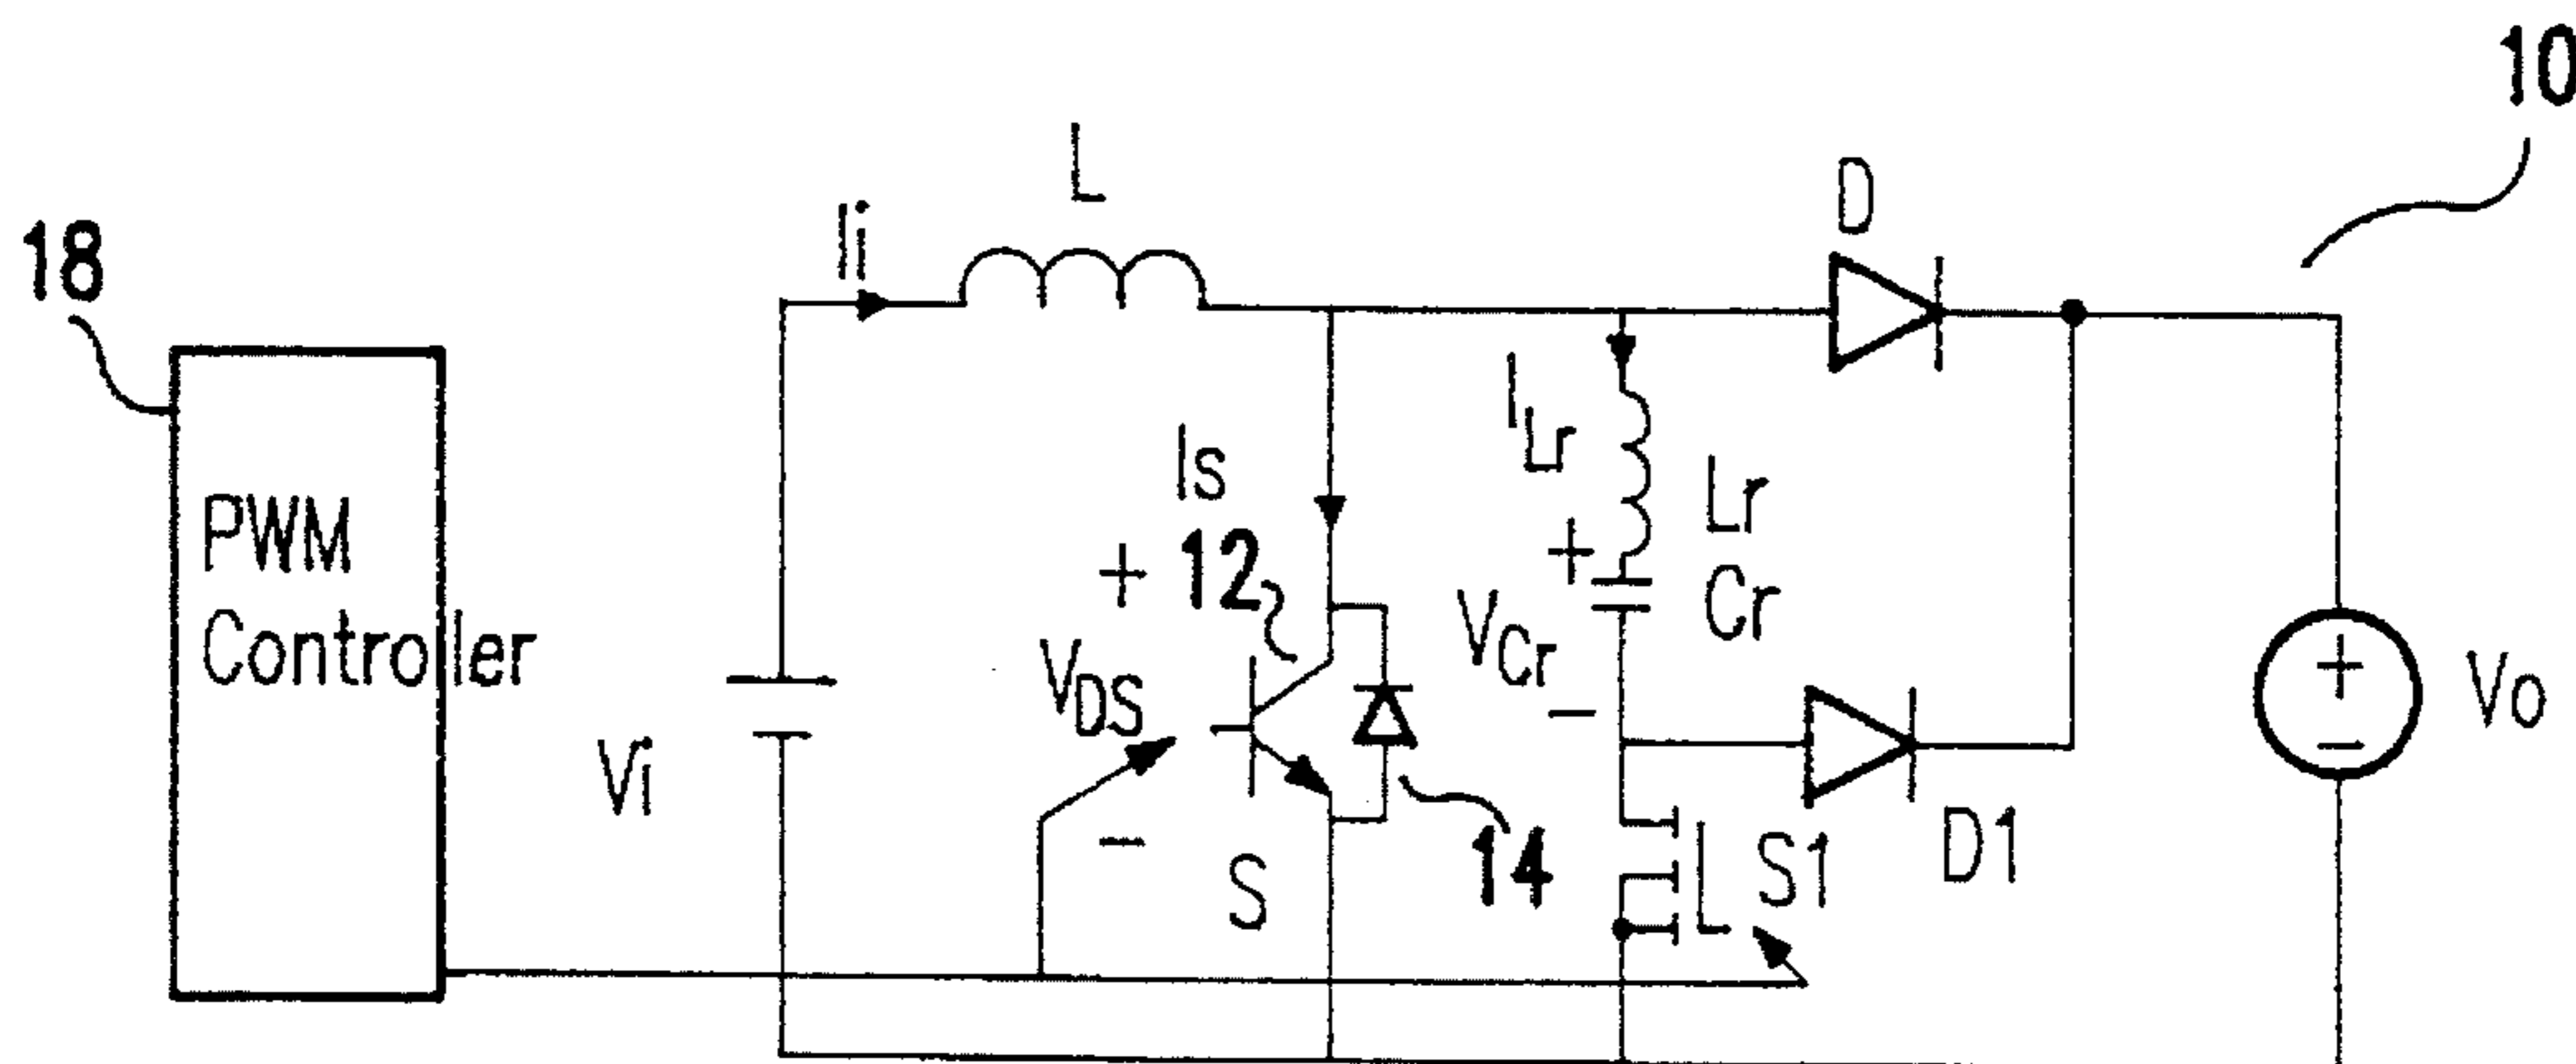 10
L
D
Ii
18
ILr
Is
Lr
+
PWM
+ 12
Cr
VCr
+
Controller
VDS
Vo
Vi
−
−
−
14
S1
D1
S